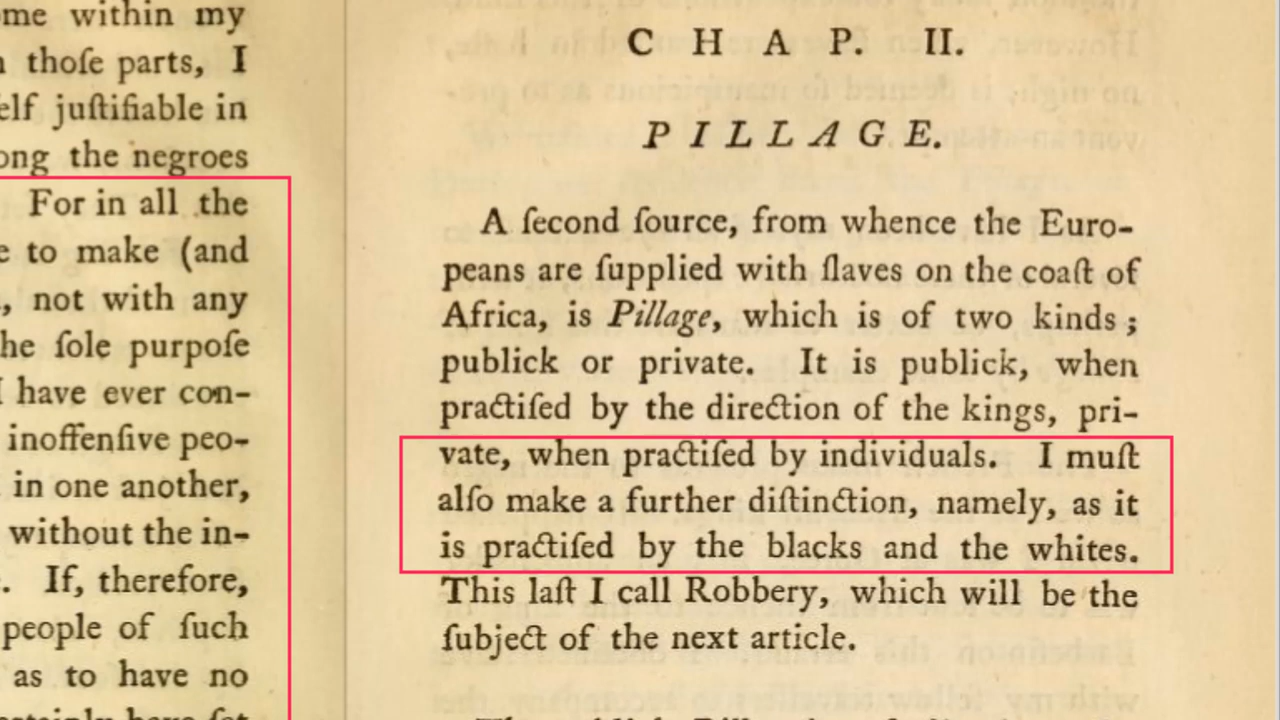 me within my
thoſe parts, I
elf juſtifiable in
ong the negroes
For in all the
to make (and
not with any
he ſole purpoſe
I have ever con-
inoffenſive peo-
in one another,
without the in-
If, therefore,
people of ſuch
as to have no
C H A P. II.
P I L L A G E.
A ſecond ſource, from whence the Euro-
peans are ſupplied with ſlaves on the coaſt of
Africa, is Pillage, which is of two kinds;
publick or private. It is publick, when
practiſed by the direction of the kings, pri-
vate, when practiſed by individuals. I muſt
alſo make a further diſtinction, namely, as it
is practiſed by the blacks and the whites.
This laſt I call Robbery, which will be the
ſubject of the next article.